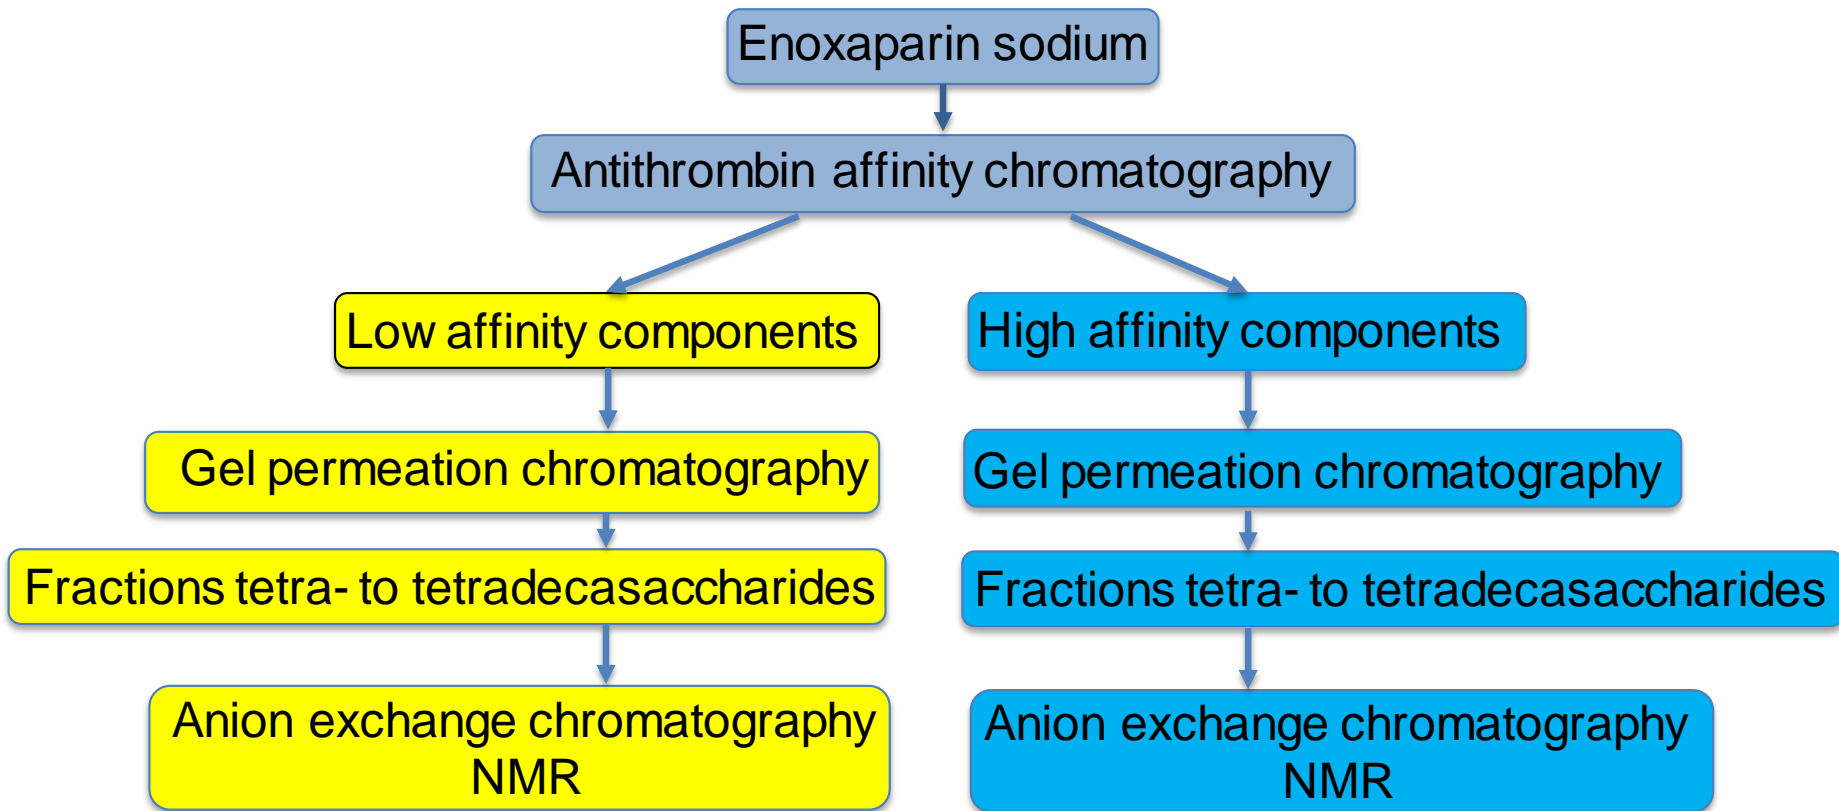 Enoxaparin sodium
Antithrombin affinity chromatography
Low affinity components
High affinity components
Gel permeation chromatography
Gel permeation chromatography
Fractions tetra- to tetradecasaccharides
Fractions tetra- to tetradecasaccharides
Anion exchange chromatography
NMR
Anion exchange chromatography
NMR